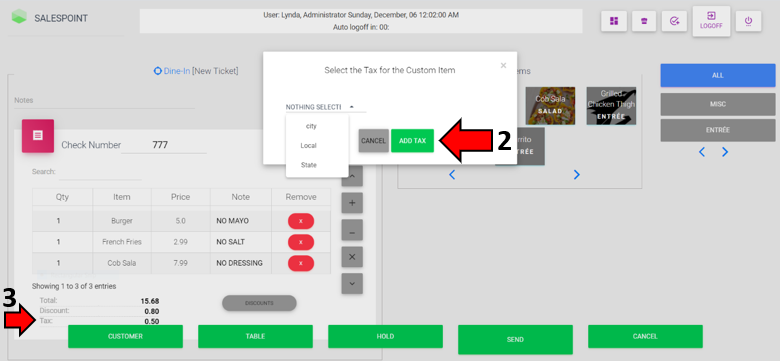 SALESPOINT
User: Lynda, Administrator Sunday, December, 06 12:02:00 AM
Auto logoff in: 00:
LOGOFF
Select the Tax for the Custom Item
×
NOTHING SELECTI
city
Local
State
CANCEL
ADD TAX
2
Dine-In [New Ticket]
Notes
Check Number 777
Search:
Qty Item Price Note Remove
1 Burger 5.0 NO MAYO x
1 French Fries 2.99 NO SALT x
1 Cob Sala 7.99 NO DRESSING x
Showing 1 to 3 of 3 entries
Total: 15.68
Discount: 0.80
Tax: 0.50
3
DISCOUNTS
Cob Sala
SALAD
Grilled
Chicken Thigh
ENTRÉE
ALL
MISC
ENTRÉE
CUSTOMER
TABLE
HOLD
SEND
CANCEL